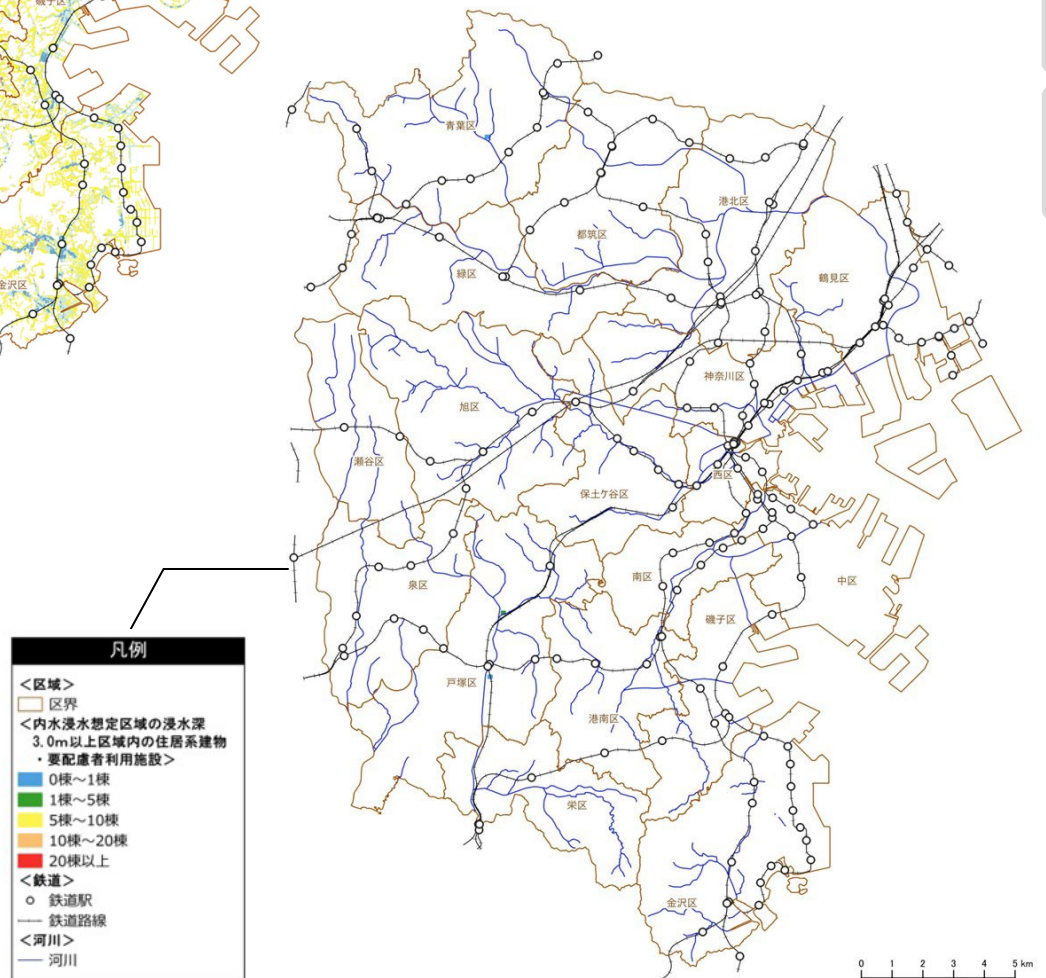 磯子区
金沢区
青葉区
港北区
都筑区
緑区
鶴見区
神奈川区
旭区
瀬谷区
西区
保土ケ谷区
泉区
南区
中区
磯子区
戸塚区
港南区
栄区
金沢区
凡例
<区域>
区界
<内水浸水想定区域の浸水深
3.0m以上区域内の住居系建物
・要配慮者利用施設>
0棟～1棟
1棟～5棟
5棟～10棟
10棟～20棟
20棟以上
<鉄道>
鉄道駅
鉄道路線
<河川>
河川
0 1 2 3 4 5 km